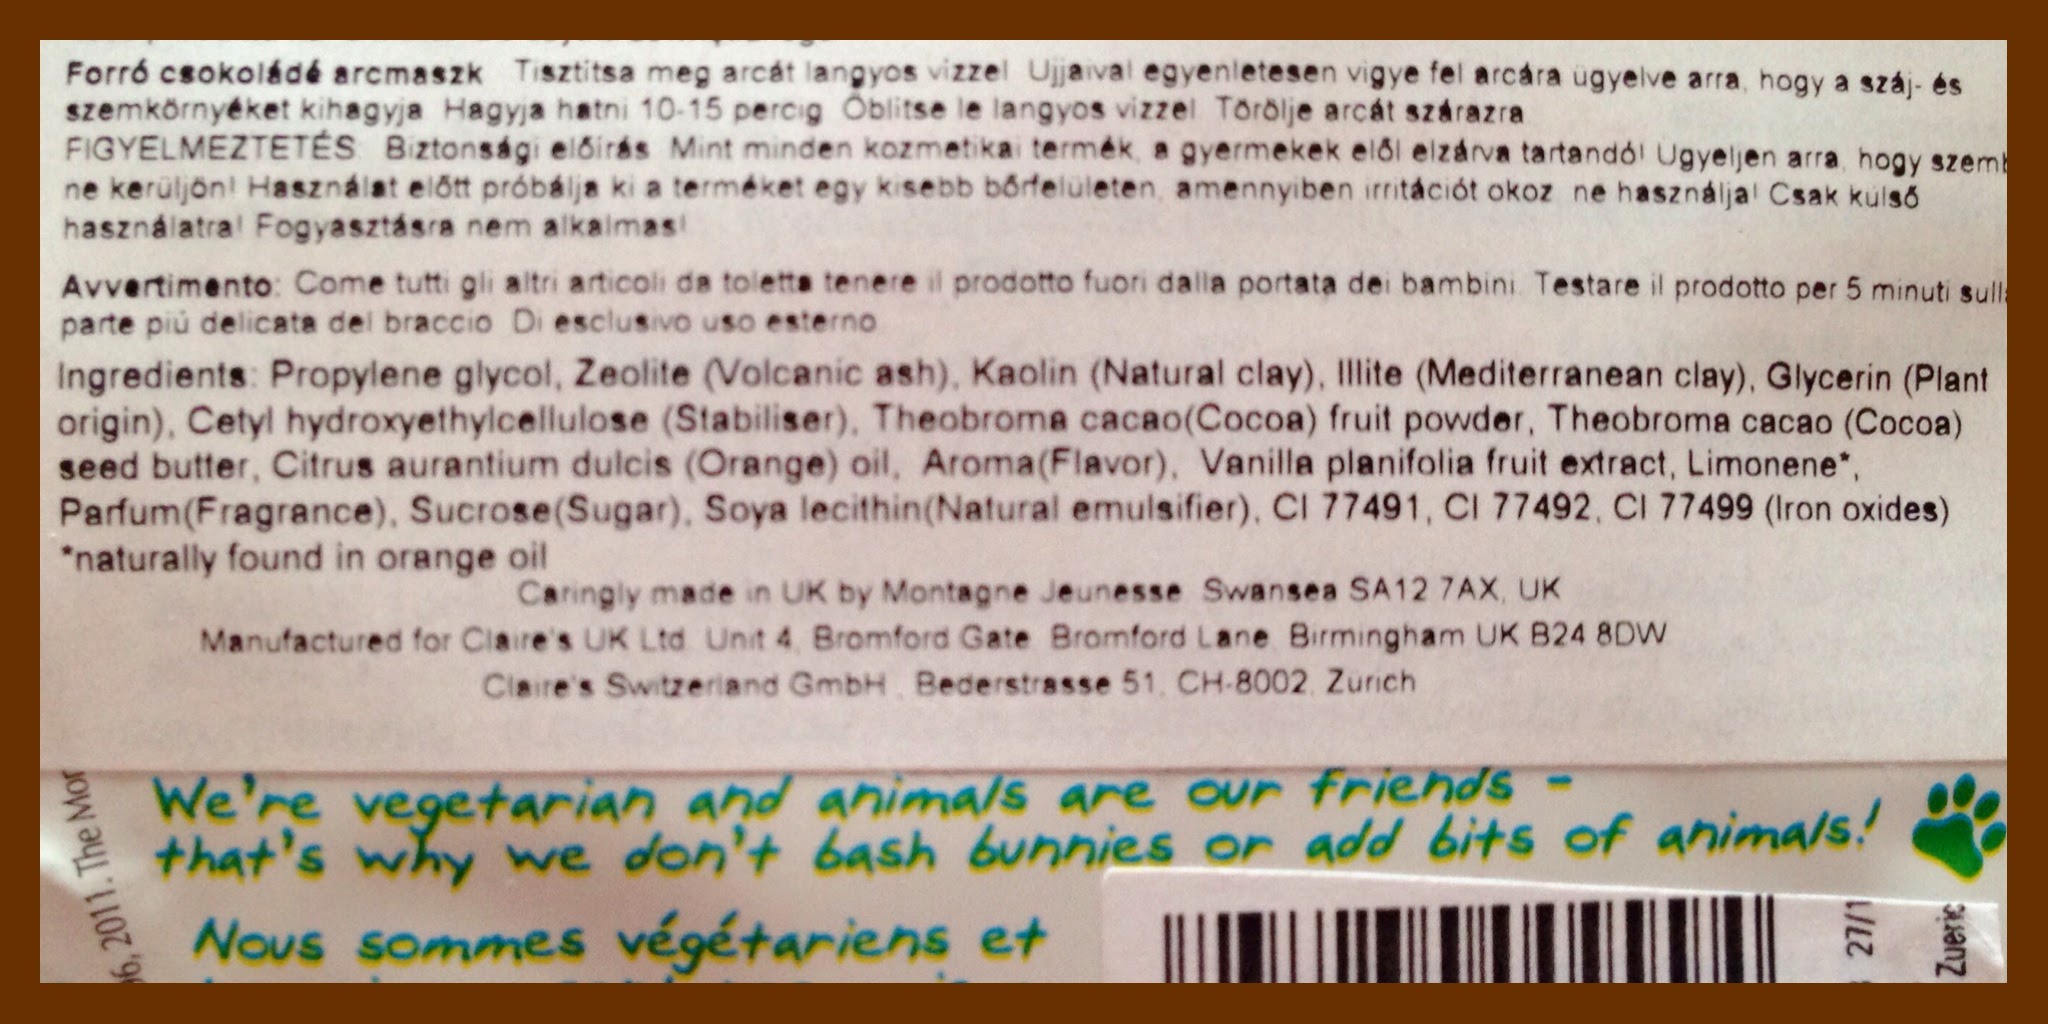 Forró csokoládé arcmaszk Tisztítsa meg arcát langyos vízzel Ujjaival egyenletesen vigye fel arcára ügyelve arra, hogy a száj- és
szemkörnyéket kihagyja Hagyja hatni 10-15 percig Öblítse le langyos vízzel Törölje arcát szárazra
FIGYELMEZTETÉS Biztonsági előírás Mint minden kozmetikai termék, a gyermekek elől elzárva tartandó! Ügyeljen arra, hogy szemb
ne kerüljön! Használat előtt próbálja ki a terméket egy kisebb bőrfelületen, amennyiben irritációt okoz ne használja! Csak külső
használatra! Fogyasztásra nem alkalmas!
Avvertimento: Come tutti gli altri articoli da toletta tenere il prodotto fuori dalla portata dei bambini. Testare il prodotto per 5 minuti sulla
parte più delicata del braccio Di esclusivo uso esterno
Ingredients: Propylene glycol, Zeolite (Volcanic ash), Kaolin (Natural clay), Illite (Mediterranean clay), Glycerin (Plant
origin), Cetyl hydroxyethylcellulose (Stabiliser), Theobroma cacao(Cocoa) fruit powder, Theobroma cacao (Cocoa)
seed butter, Citrus aurantium dulcis (Orange) oil, Aroma(Flavor), Vanilla planifolia fruit extract, Limonene*,
Parfum(Fragrance), Sucrose(Sugar), Soya lecithin(Natural emulsifier), CI 77491, CI 77492, CI 77499 (Iron oxides)
*naturally found in orange oil
Caringly made in UK by Montagne Jeunesse Swansea SA12 7AX, UK
Manufactured for Claire's UK Ltd. Unit 4, Bromford Gate Bromford Lane, Birmingham UK B24 8DW
Claire's Switzerland GmbH, Bederstrasse 51, CH-8002, Zurich
We're vegetarian and animals are our friends -
that's why we don't bash bunnies or add bits of animals!
Nous sommes végétariens et
2011. The Mon
27/1
Zueric